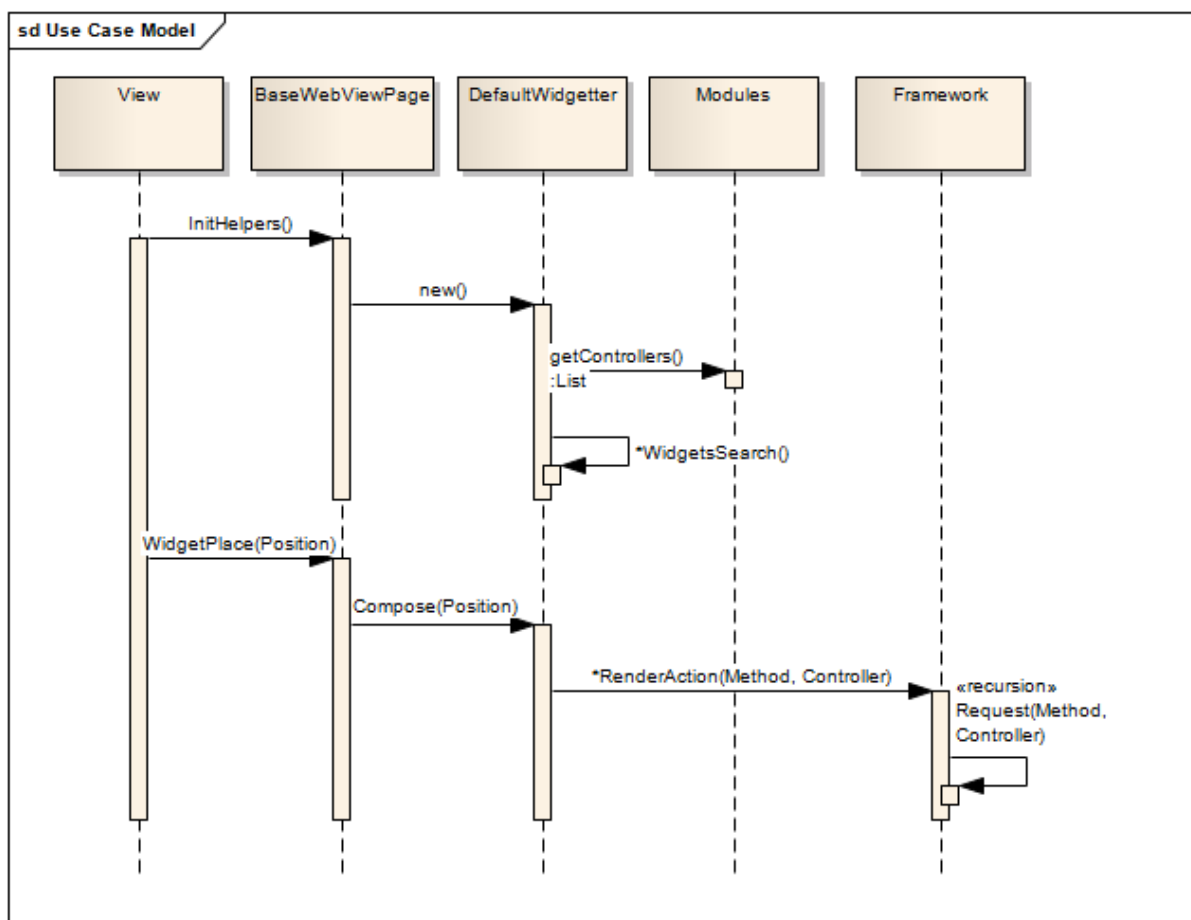 sd Use Case Model
View
BaseWebViewPage
DefaultWidgetter
Modules
Framework
InitHelpers()
new()
getControllers()
:List
*WidgetsSearch()
WidgetPlace(Position)
Compose(Position)
*RenderAction(Method, Controller)
«recursion»
Request(Method,
Controller)